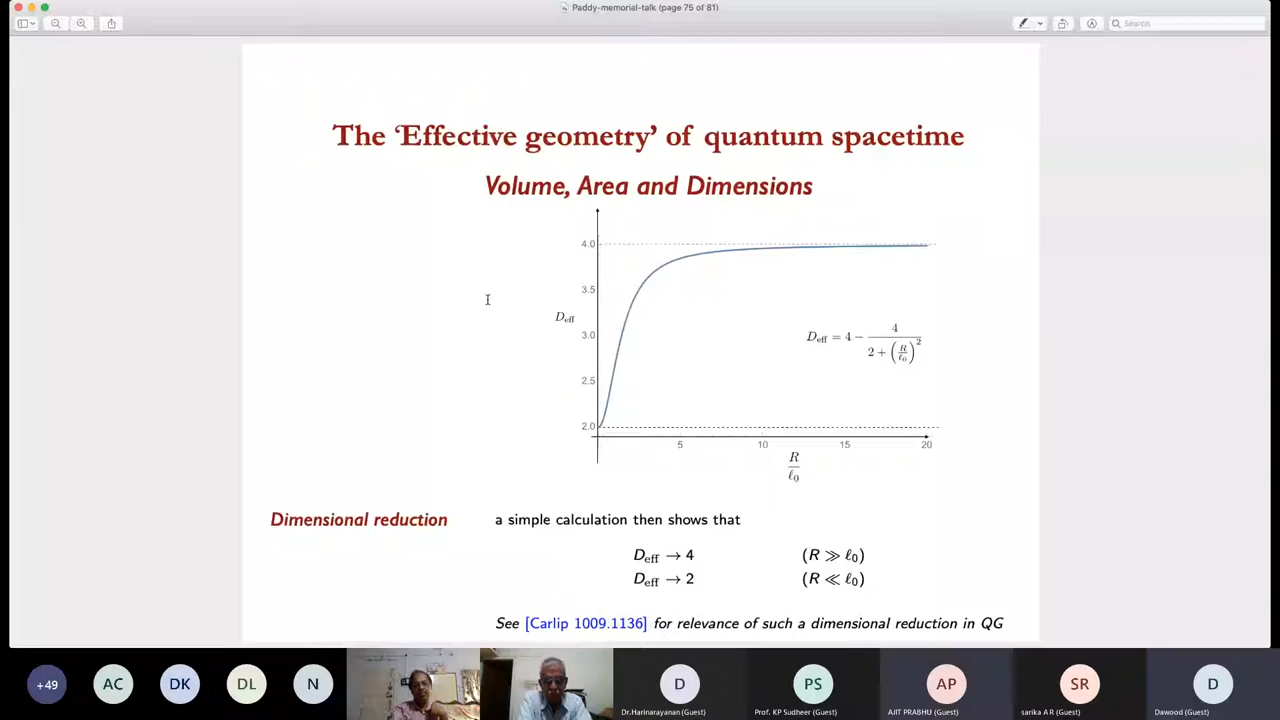 Paddy-memorial-talk (page 75 of 81)
Search
The ‘Effective geometry’ of quantum spacetime
Volume, Area and Dimensions
4.0
3.5
D_eff
3.0
D_eff = 4 − 4 / (2 + (R/ℓ0)^2)
2.5
2.0
5 10 15 20
R/ℓ0
Dimensional reduction a simple calculation then shows that
D_eff → 4 (R ≫ ℓ0)
D_eff → 2 (R ≪ ℓ0)
See [Carlip 1009.1136] for relevance of such a dimensional reduction in QG
+49 AC DK DL N D PS AP SR D
Dr.Harinarayanan (Guest) Prof. KP Sudheer (Guest) AJIT PRABHU (Guest) sarika A R (Guest) Dawood (Guest)